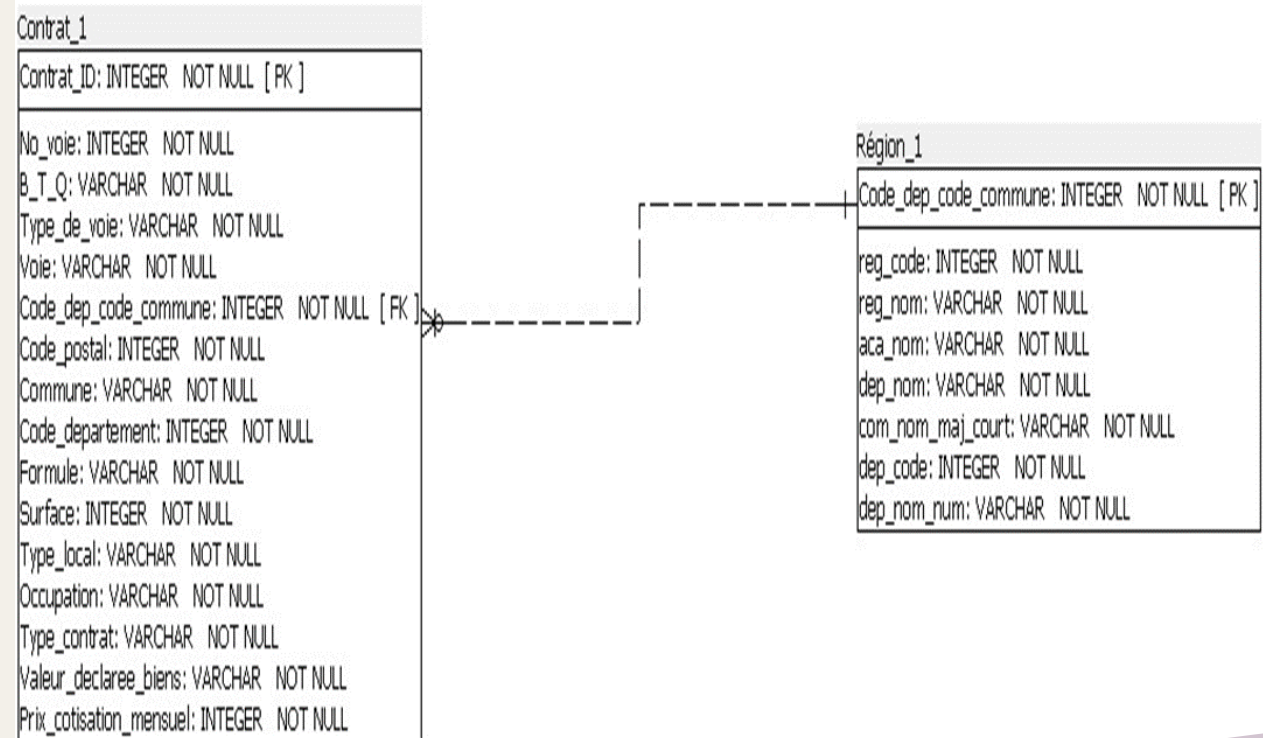 Contrat_1
Contrat_ID: INTEGER NOT NULL [ PK ]
No_voie: INTEGER NOT NULL
B_T_Q: VARCHAR NOT NULL
Type_de_voie: VARCHAR NOT NULL
Voie: VARCHAR NOT NULL
Code_dep_code_commune: INTEGER NOT NULL [ FK ]
Code_postal: INTEGER NOT NULL
Commune: VARCHAR NOT NULL
Code_departement: INTEGER NOT NULL
Formule: VARCHAR NOT NULL
Surface: INTEGER NOT NULL
Type_local: VARCHAR NOT NULL
Occupation: VARCHAR NOT NULL
Type_contrat: VARCHAR NOT NULL
Valeur_declaree_biens: VARCHAR NOT NULL
Prix_cotisation_mensuel: INTEGER NOT NULL
Région_1
Code_dep_code_commune: INTEGER NOT NULL [ PK ]
reg_code: INTEGER NOT NULL
reg_nom: VARCHAR NOT NULL
aca_nom: VARCHAR NOT NULL
dep_nom: VARCHAR NOT NULL
com_nom_maj_court: VARCHAR NOT NULL
dep_code: INTEGER NOT NULL
dep_nom_num: VARCHAR NOT NULL